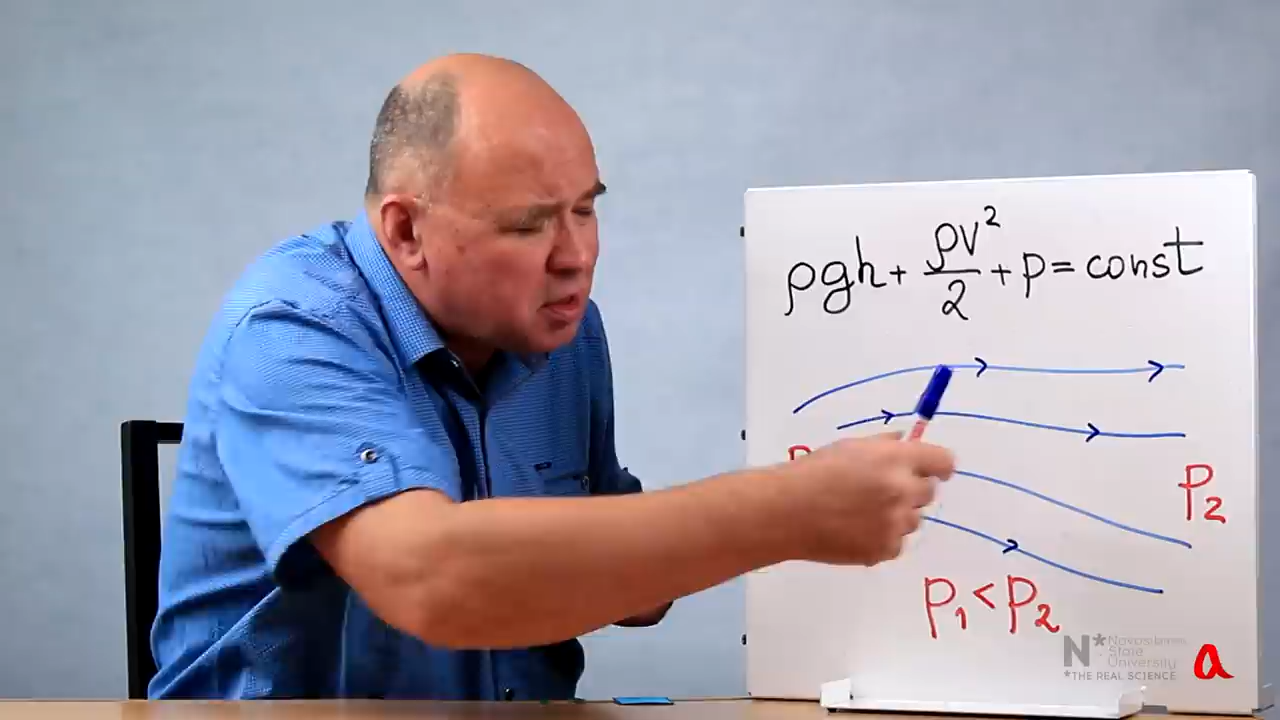 ρgh + ρv²/2 + p = const
P₂
P₁ < P₂
N* Novosibirsk State University
*THE REAL SCIENCE
a